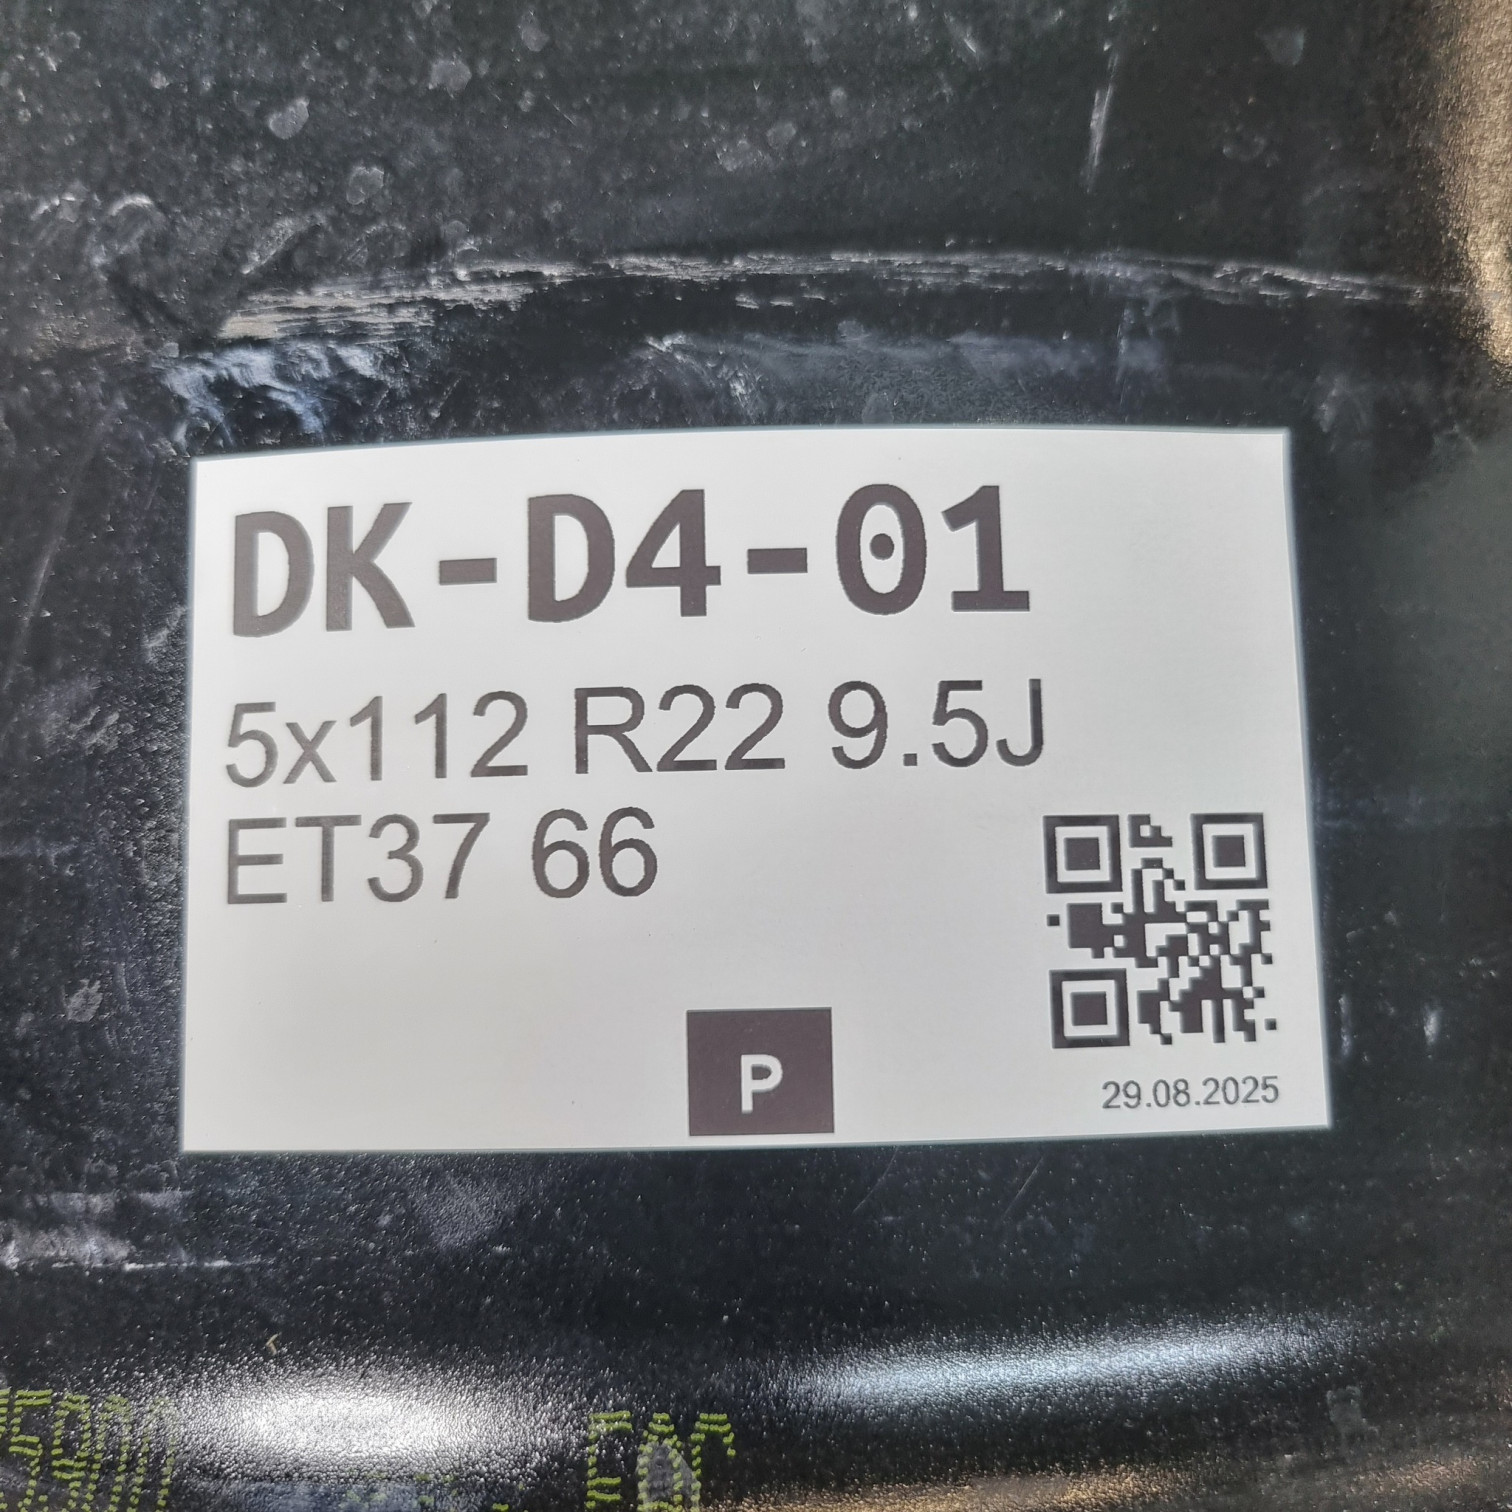 DK-D4-01
5x112 R22 9.5J
ET37 66
P
29.08.2025